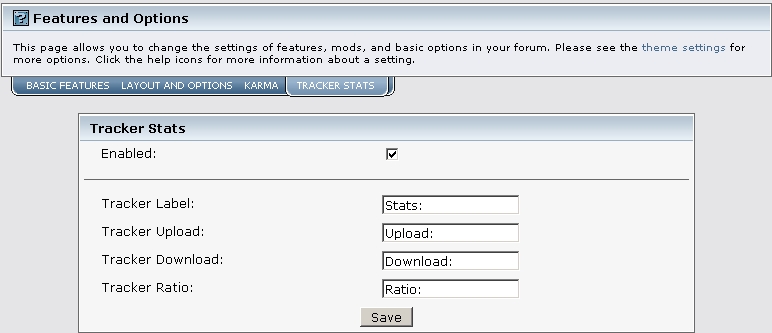 Features and Options
This page allows you to change the settings of features, mods, and basic options in your forum. Please see the theme settings for
more options. Click the help icons for more information about a setting.
BASIC FEATURES LAYOUT AND OPTIONS KARMA TRACKER STATS
Tracker Stats
Enabled:
Tracker Label: Stats:
Tracker Upload: Upload:
Tracker Download: Download:
Tracker Ratio: Ratio:
Save